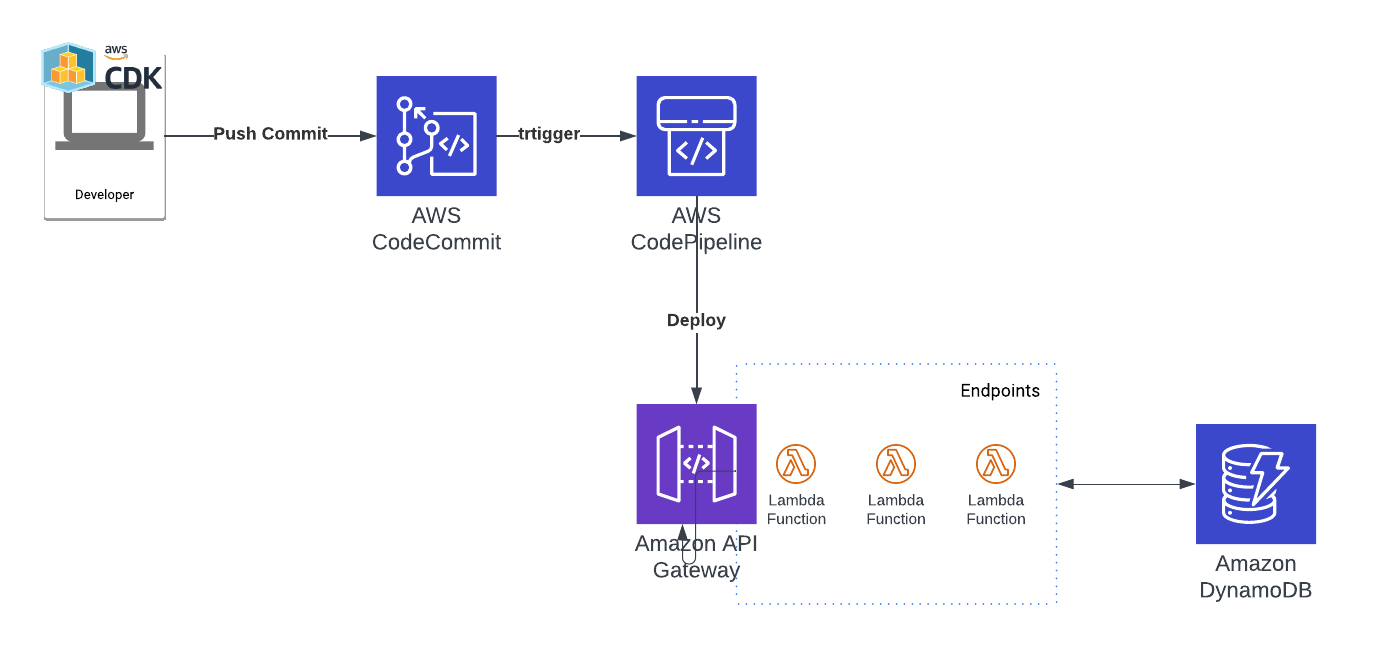 aws
CDK
Developer
Push Commit
trtigger
AWS
CodeCommit
AWS
CodePipeline
Deploy
Endpoints
Lambda
Function
Lambda
Function
Lambda
Function
Amazon API
Gateway
Amazon
DynamoDB